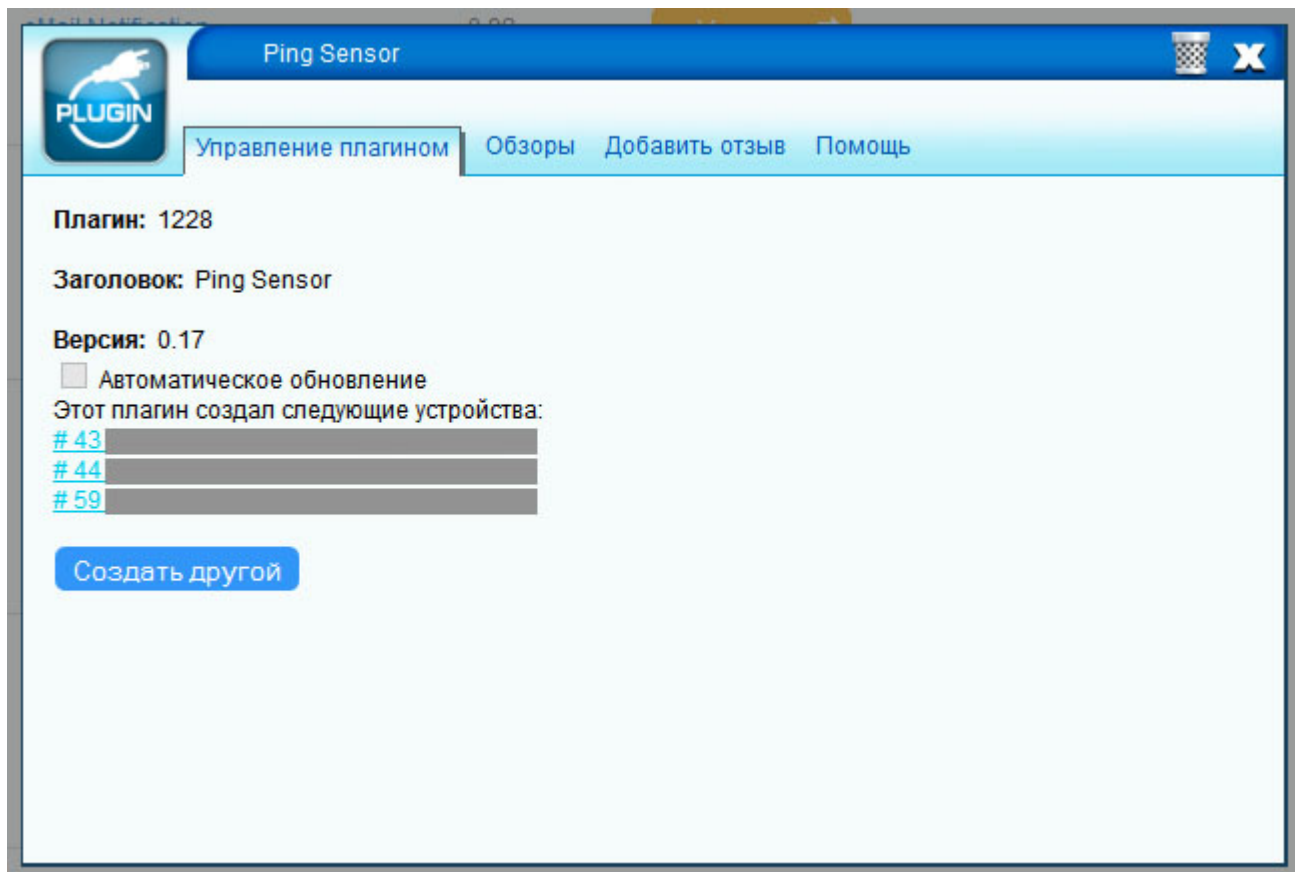 Ping Sensor
PLUGIN
Управление плагином Обзоры Добавить отзыв Помощь
Плагин: 1228
Заголовок: Ping Sensor
Версия: 0.17
Автоматическое обновление
Этот плагин создал следующие устройства:
# 43
# 44
# 59
Создать другой